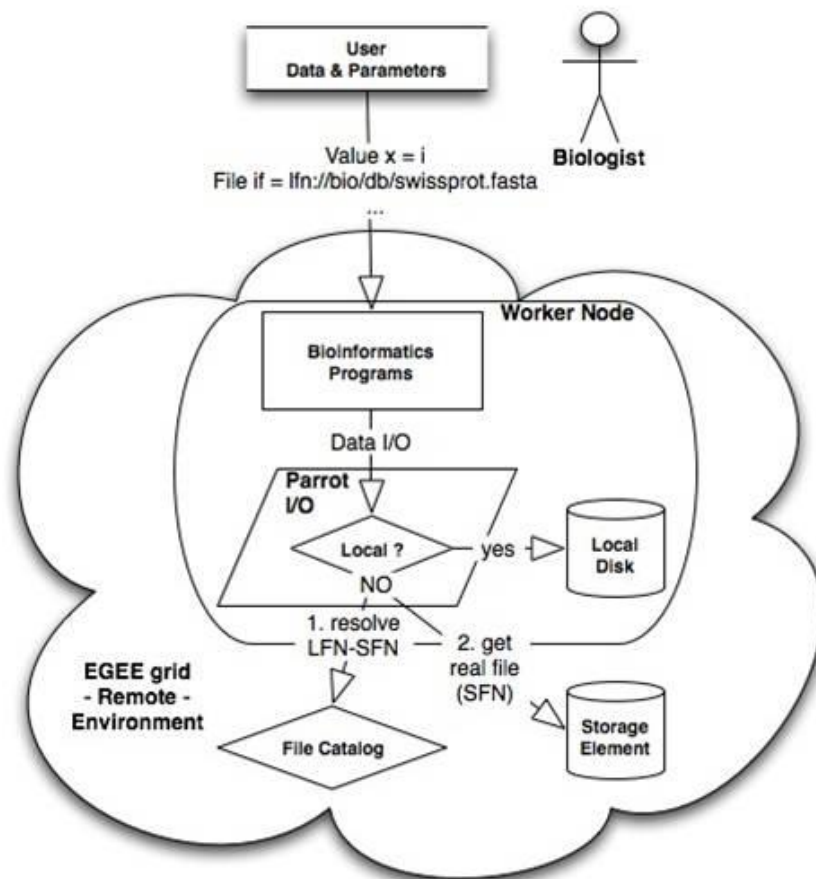 User
Data & Parameters
Biologist
Value x = i
File if = lfn://bio/db/swissprot.fasta
...
Worker Node
Bioinformatics
Programs
Data I/O
Parrot
I/O
Local ?
yes
Local
Disk
NO
1. resolve
LFN-SFN
2. get
real file
(SFN)
EGEE grid
- Remote -
Environment
File Catalog
Storage
Element